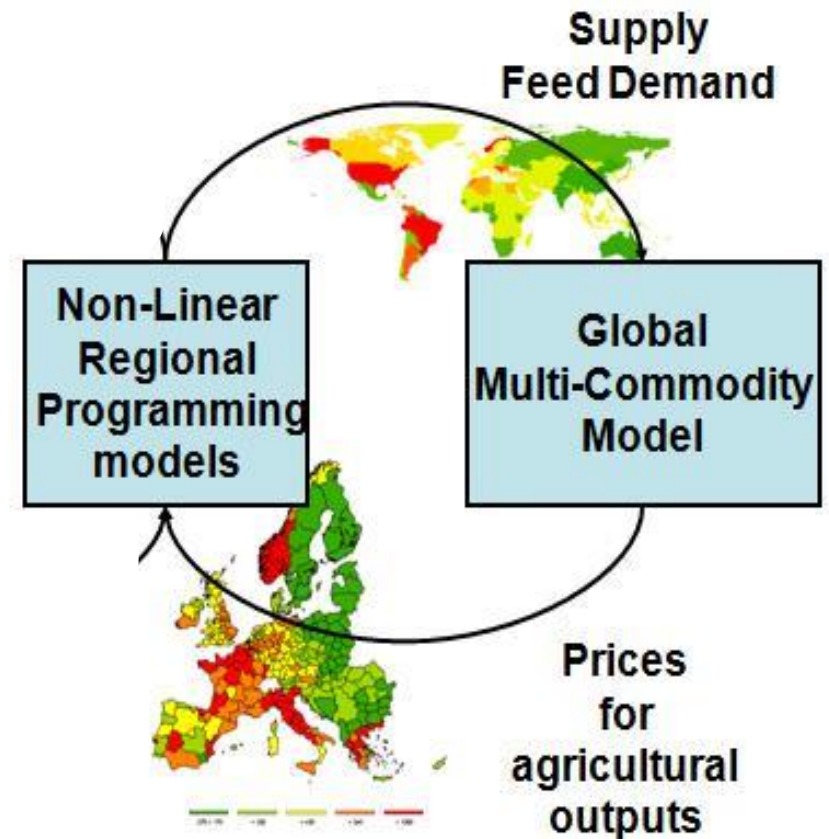 Supply
Feed Demand
Non-Linear
Regional
Programming
models
Global
Multi-Commodity
Model
Prices
for
agricultural
outputs